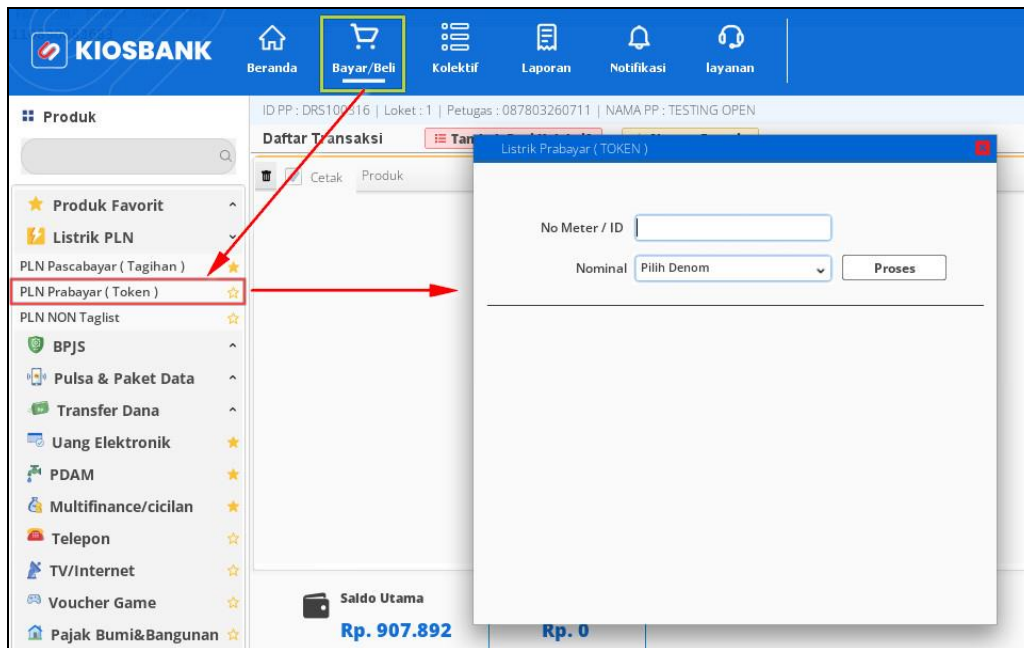 KIOSBANK
Beranda
Bayar/Beli
Kolektif
Laporan
Notifikasi
layanan
Produk
ID PP : DRS100316 | Loket : 1 | Petugas : 087803260711 | NAMA PP : TESTING OPEN
Daftar Transaksi
Cetak Produk
Produk Favorit
Listrik PLN
PLN Pascabayar ( Tagihan )
PLN Prabayar ( Token )
PLN NON Taglist
BPJS
Pulsa & Paket Data
Transfer Dana
Uang Elektronik
PDAM
Multifinance/cicilan
Telepon
TV/Internet
Voucher Game
Pajak Bumi&Bangunan
Listrik Prabayar ( TOKEN )
No Meter / ID
Nominal Pilih Denom Proses
Saldo Utama
Rp. 907.892
Rp. 0